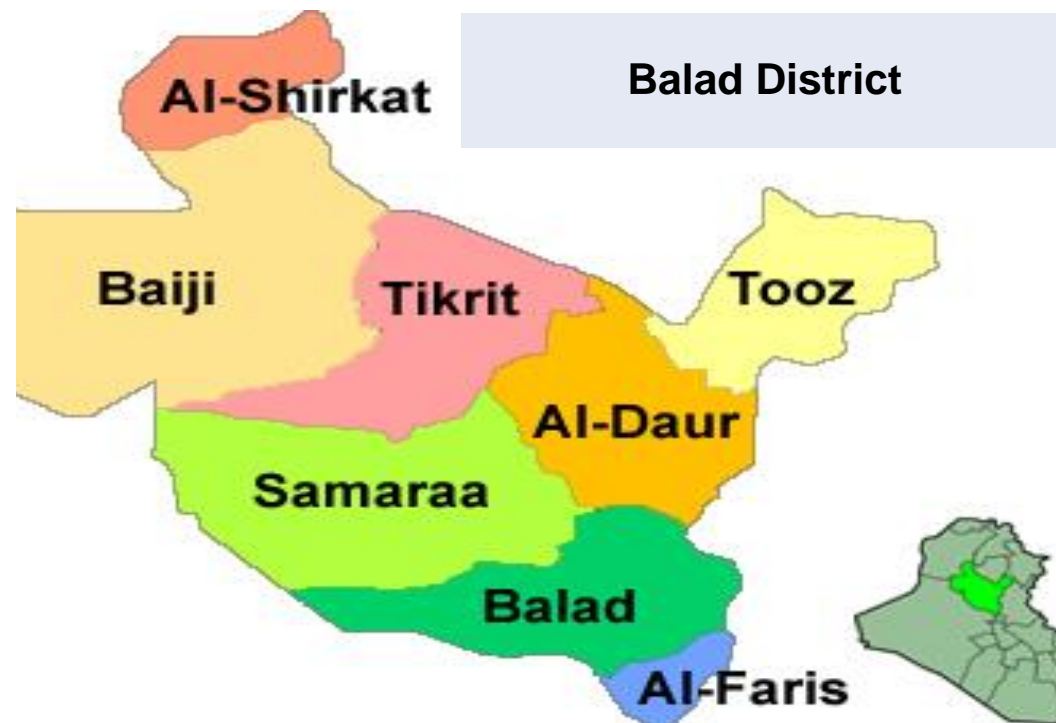 Balad District
Al-Shirkat
Baiji
Tikrit
Tooz
Al-Daur
Samaraa
Balad
Al-Faris